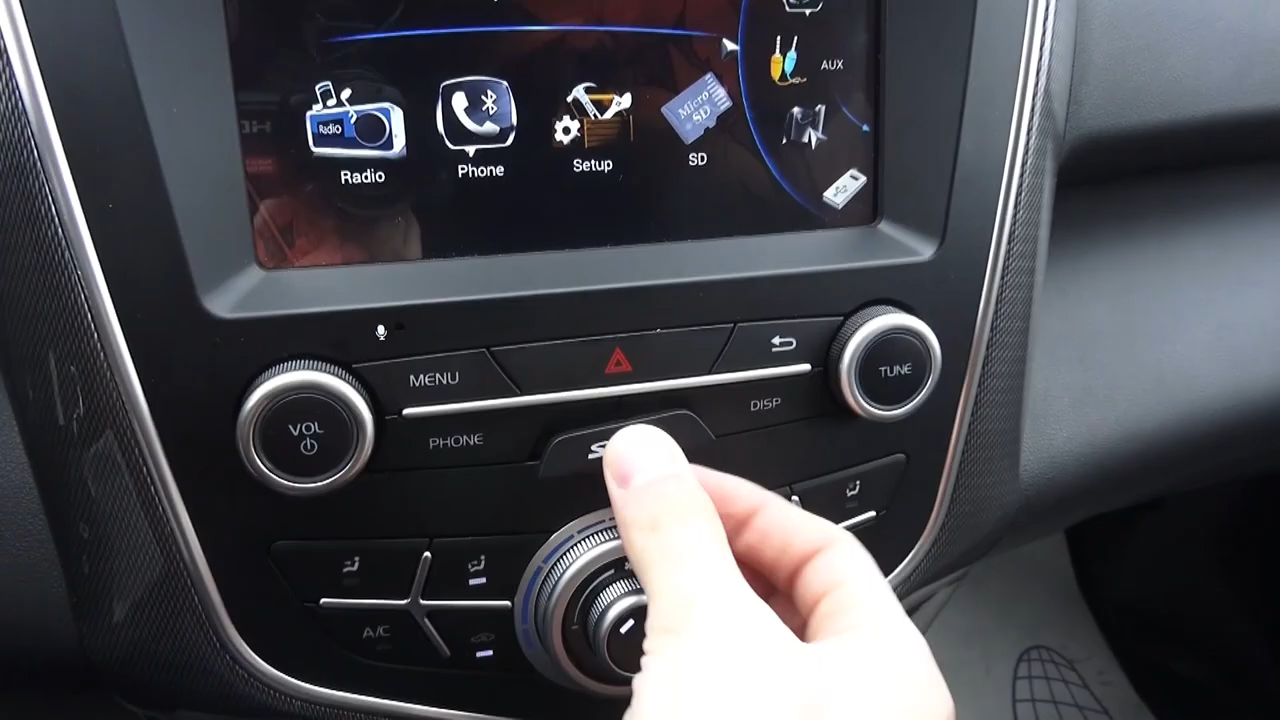 AUX
Radio
Micro
SD
Radio
Phone
Setup
SD
MENU
TUNE
VOL
PHONE
DISP
A/C